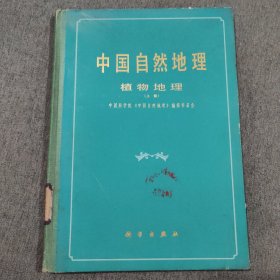 中国自然地理
植物地理
（上册）
中国科学院《中国自然地理》编辑委员会
科学出版社